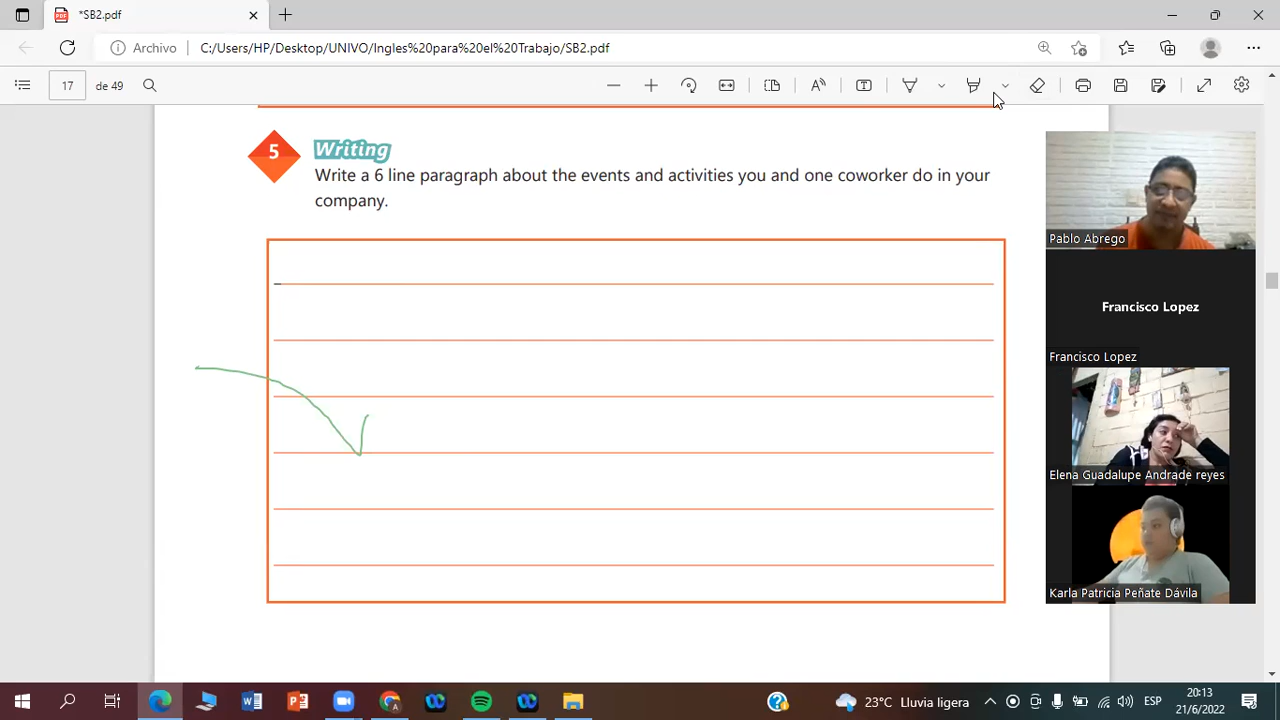 *SB2.pdf
Archivo C:/Users/HP/Desktop/UNIVO/Ingles%20para%20el%20Trabajo/SB2.pdf
17 de 49
5 Writing
Write a 6 line paragraph about the events and activities you and one coworker do in your
company.
Pablo Abrego
Francisco Lopez
Francisco Lopez
Elena Guadalupe Andrade reyes
Karla Patricia Peñate Dávila
23°C Lluvia ligera ESP 20:13
21/6/2022